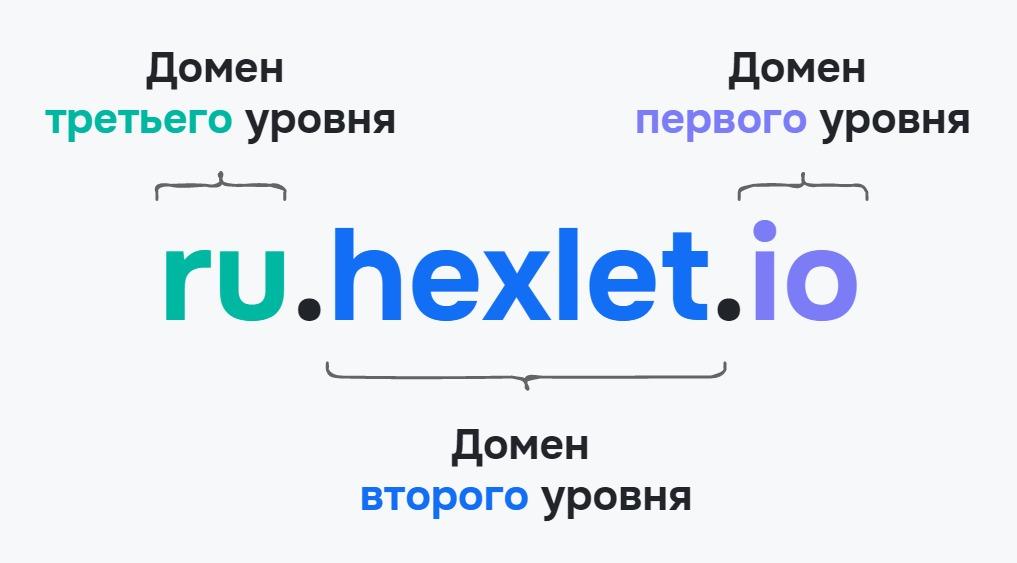 Домен
третьего уровня
Домен
первого уровня
ru.hexlet.io
Домен
второго уровня